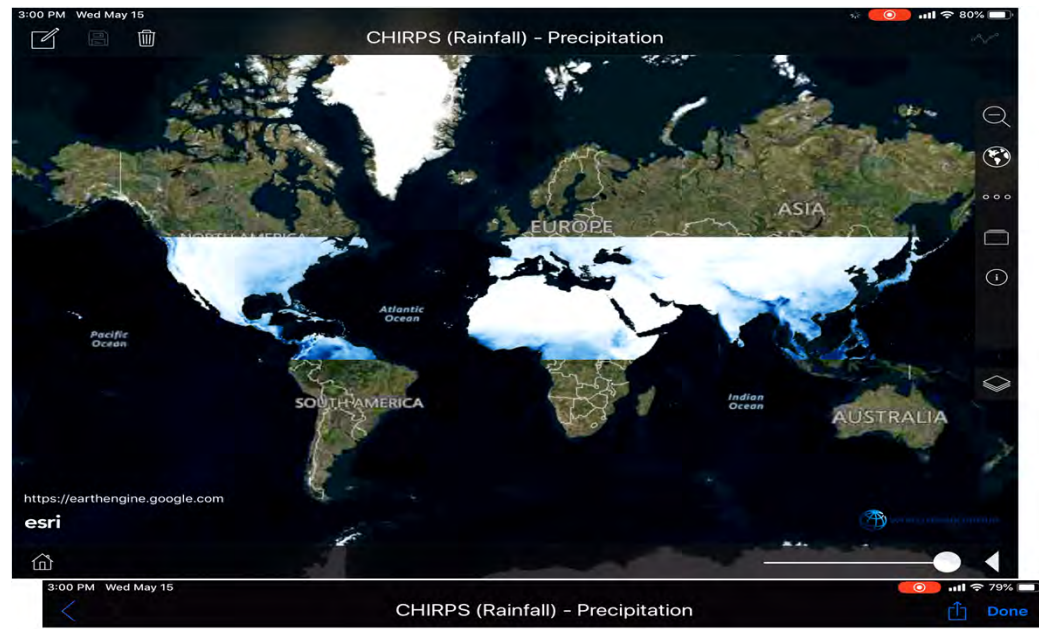 3:00 PM Wed May 15
80%
CHIRPS (Rainfall) - Precipitation
ASIA
EUROPE
NORTH AMERICA
Atlantic
Ocean
Pacific
Ocean
Indian
Ocean
SOUTH AMERICA
AUSTRALIA
https://earthengine.google.com
esri
3:00 PM Wed May 15
79%
CHIRPS (Rainfall) - Precipitation
Done